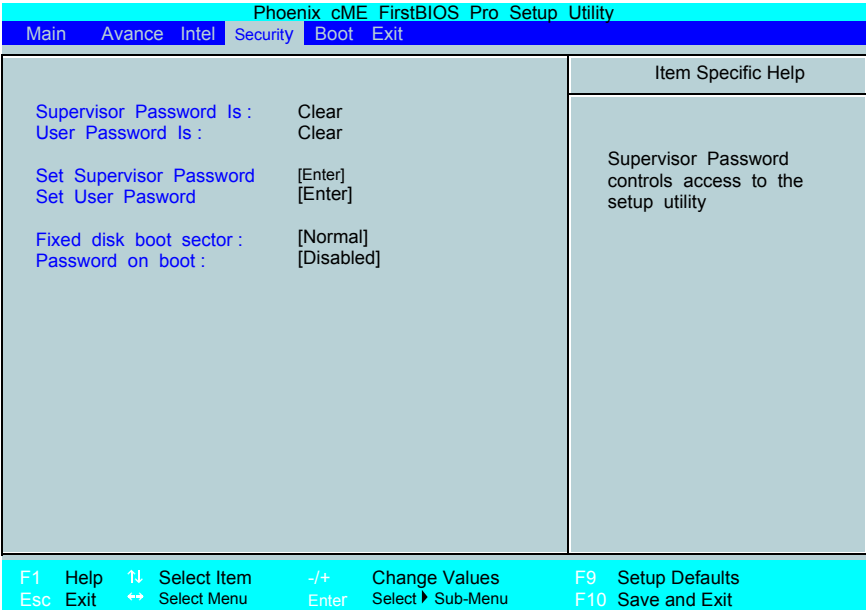 Phoenix cME FirstBIOS Pro Setup Utility
Main Avance Intel Security Boot Exit
Item Specific Help
Supervisor Password Is : Clear
User Password Is : Clear
Set Supervisor Password [Enter]
Set User Pasword [Enter]
Fixed disk boot sector : [Normal]
Password on boot : [Disabled]
Supervisor Password
controls access to the
setup utility
F1 Help ↑↓ Select Item -/+ Change Values F9 Setup Defaults
Esc Exit ↔ Select Menu Enter Select ▶ Sub-Menu F10 Save and Exit